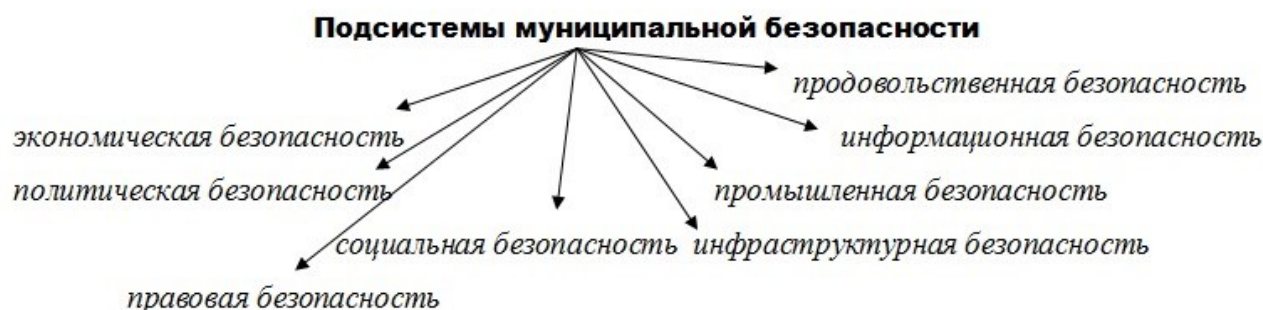 Подсистемы муниципальной безопасности
продовольственная безопасность
экономическая безопасность
информационная безопасность
политическая безопасность
промышленная безопасность
социальная безопасность
инфраструктурная безопасность
правовая безопасность